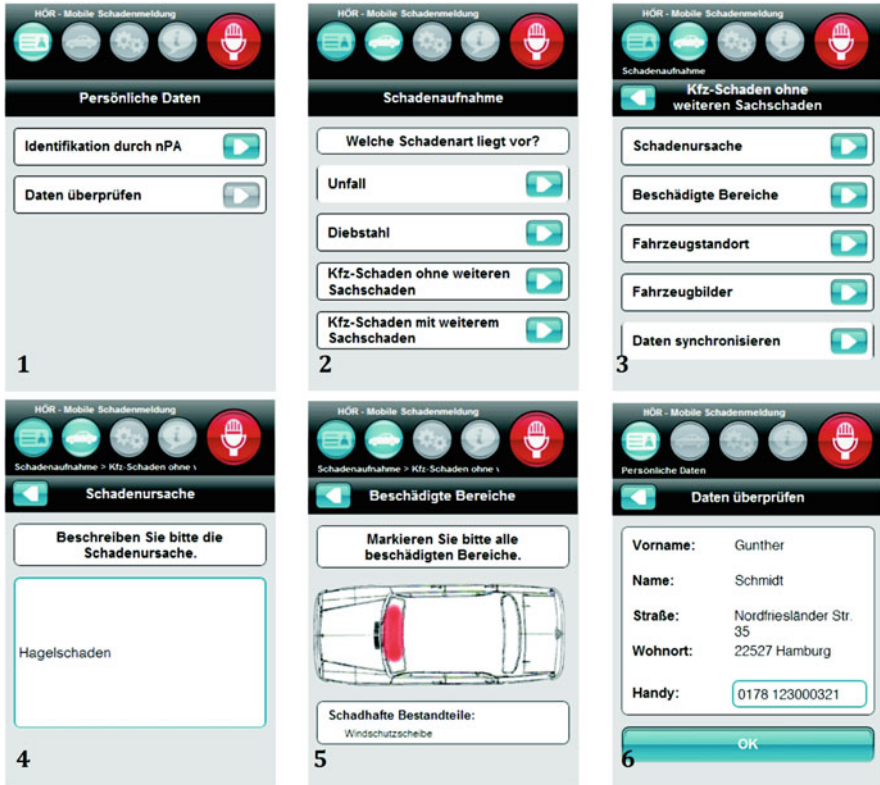 HÖR - Mobile Schadenmeldung
Persönliche Daten
Identifikation durch nPA
Daten überprüfen
1
HÖR - Mobile Schadenmeldung
Schadenaufnahme
Welche Schadenart liegt vor?
Unfall
Diebstahl
Kfz-Schaden ohne weiteren
Sachschaden
Kfz-Schaden mit weiterem
Sachschaden
2
HÖR - Mobile Schadenmeldung
Schadenaufnahme
Kfz-Schaden ohne
weiteren Sachschaden
Schadenursache
Beschädigte Bereiche
Fahrzeugstandort
Fahrzeugbilder
Daten synchronisieren
3
HÖR - Mobile Schadenmeldung
Schadenaufnahme > Kfz-Schaden ohne
Schadenursache
Beschreiben Sie bitte die
Schadenursache.
Hagelschaden
4
HÖR - Mobile Schadenmeldung
Schadenaufnahme > Kfz-Schaden ohne
Beschädigte Bereiche
Markieren Sie bitte alle
beschädigten Bereiche.
Schadhafte Bestandteile:
Windschutzscheibe
5
HÖR - Mobile Schadenmeldung
Persönliche Daten
Daten überprüfen
Vorname: Gunther
Name: Schmidt
Straße: Nordfriesländer Str.
35
Wohnort: 22527 Hamburg
Handy: 0178 123000321
OK
6